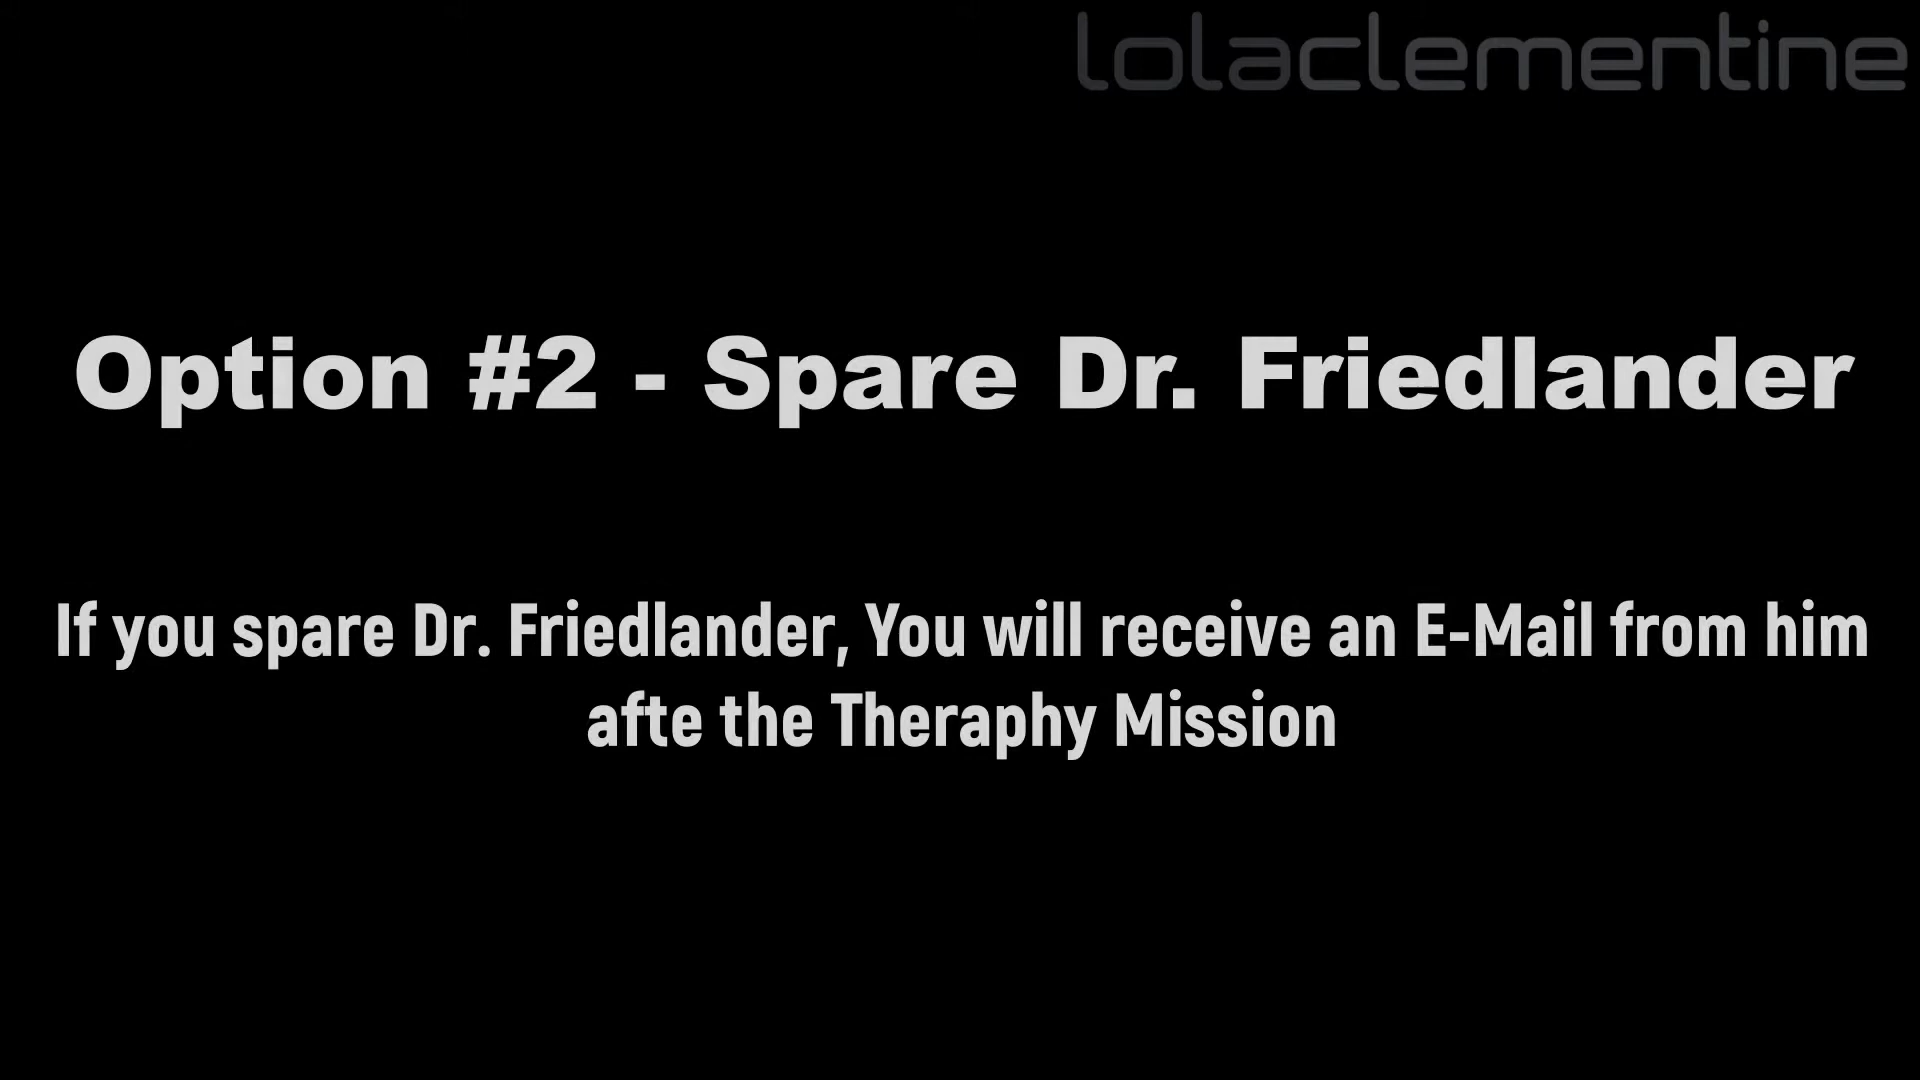 lolaclementine
Option #2 - Spare Dr. Friedlander
If you spare Dr. Friedlander, You will receive an E-Mail from him
afte the Theraphy Mission